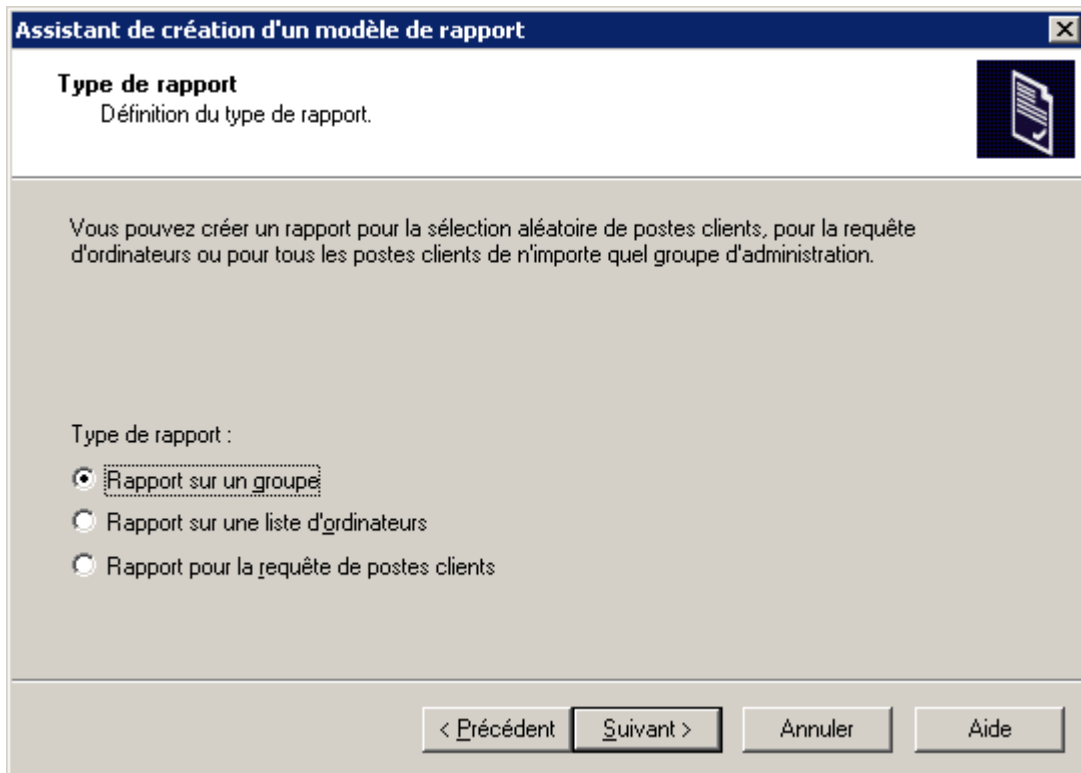 Assistant de création d'un modèle de rapport
Type de rapport
Définition du type de rapport.
Vous pouvez créer un rapport pour la sélection aléatoire de postes clients, pour la requête
d'ordinateurs ou pour tous les postes clients de n'importe quel groupe d'administration.
Type de rapport :
Rapport sur un groupe
Rapport sur une liste d'ordinateurs
Rapport pour la requête de postes clients
< Précédent Suivant > Annuler Aide